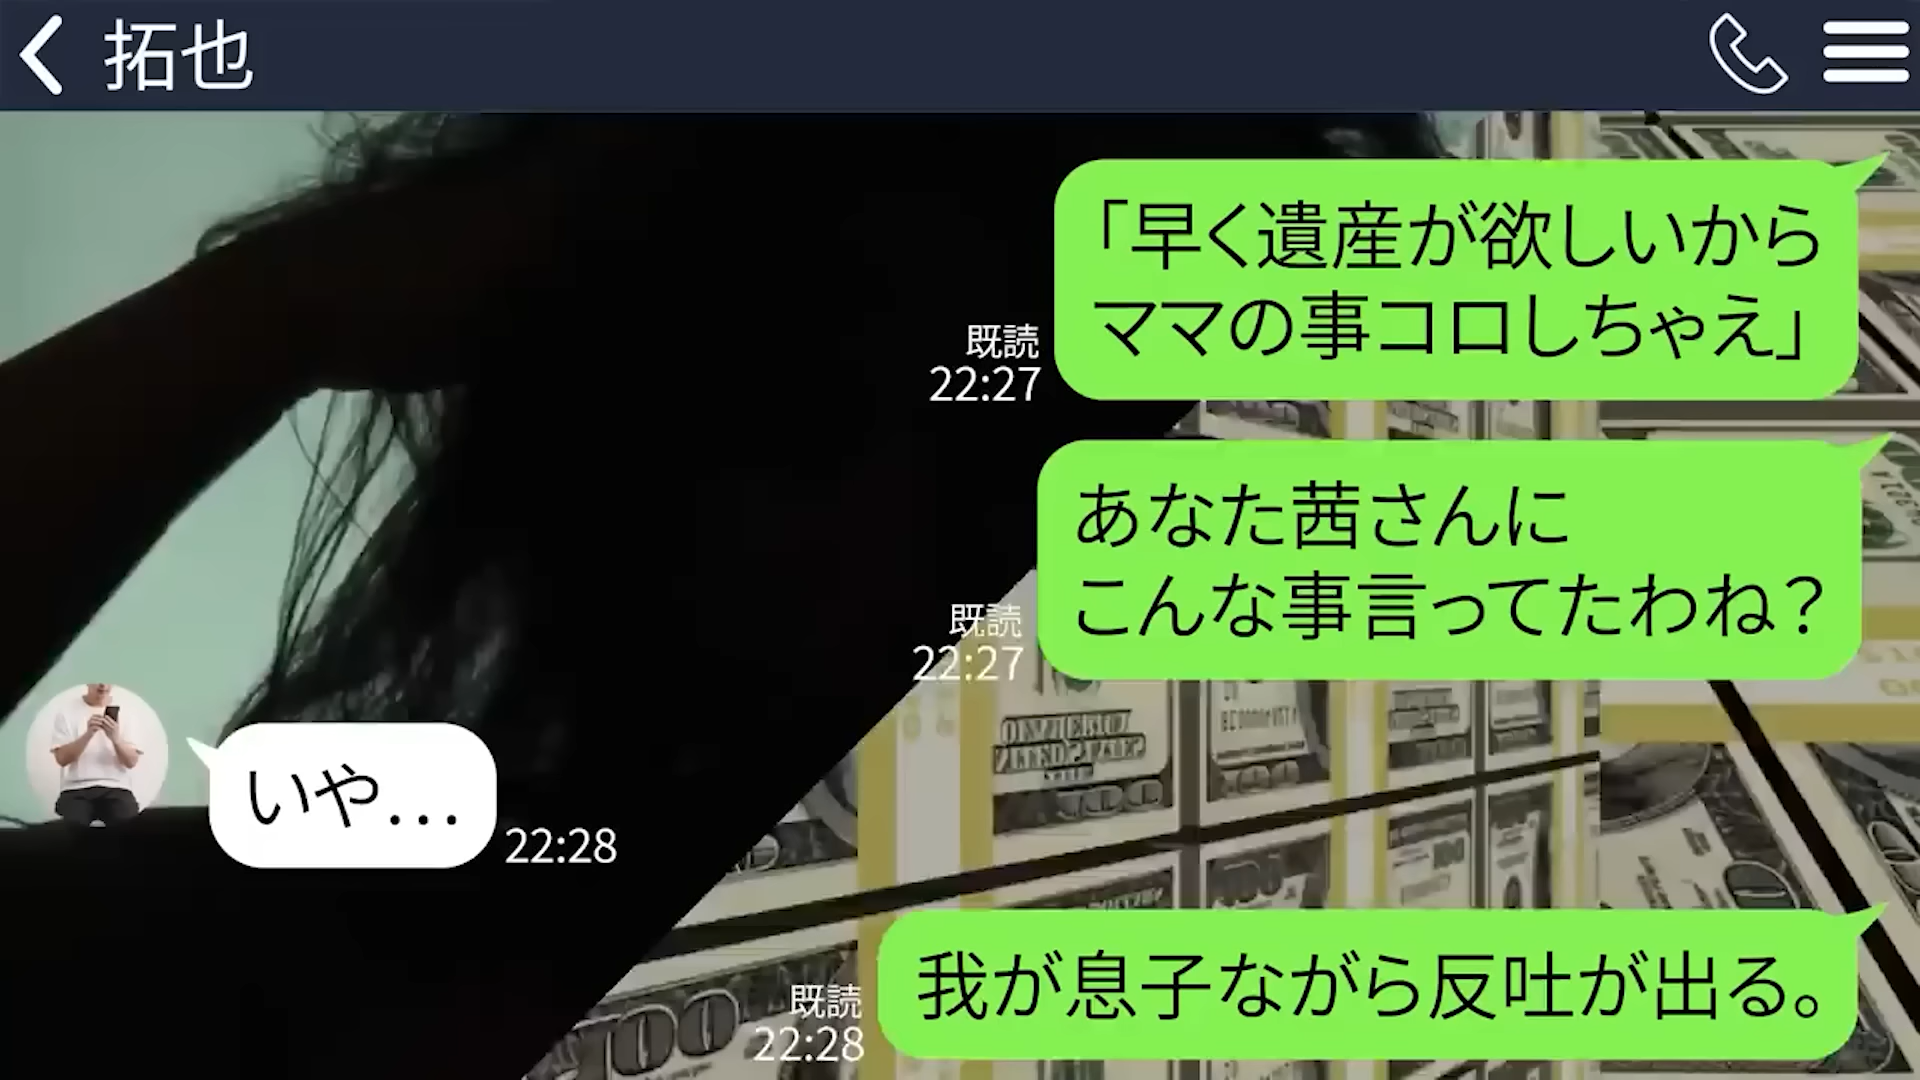 拓也
「早く遺産が欲しいから
ママの事コロしちゃえ」
既読
22:27
あなた茜さんに
こんな事言ってたわね？
既読
22:27
いや…
22:28
我が息子ながら反吐が出る。
既読
22:28